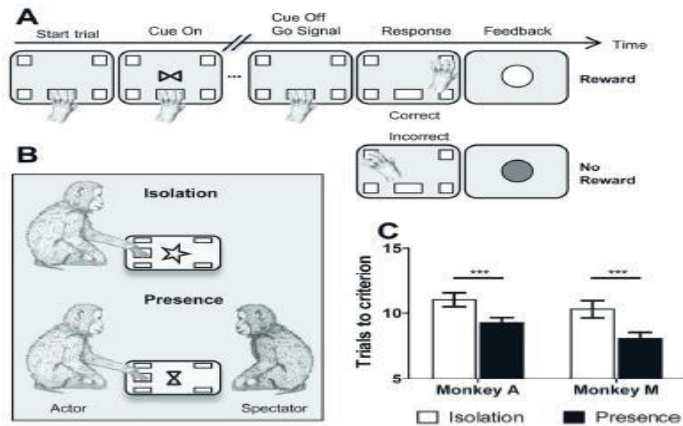 A
Start trial
Cue On
Cue Off
Go Signal
Response
Feedback
Time
...
Reward
Correct
Incorrect
No
Reward
B
Isolation
Presence
Actor
Spectator
C
Trials to criterion
15
10
5
***
***
Monkey A
Monkey M
Isolation
Presence